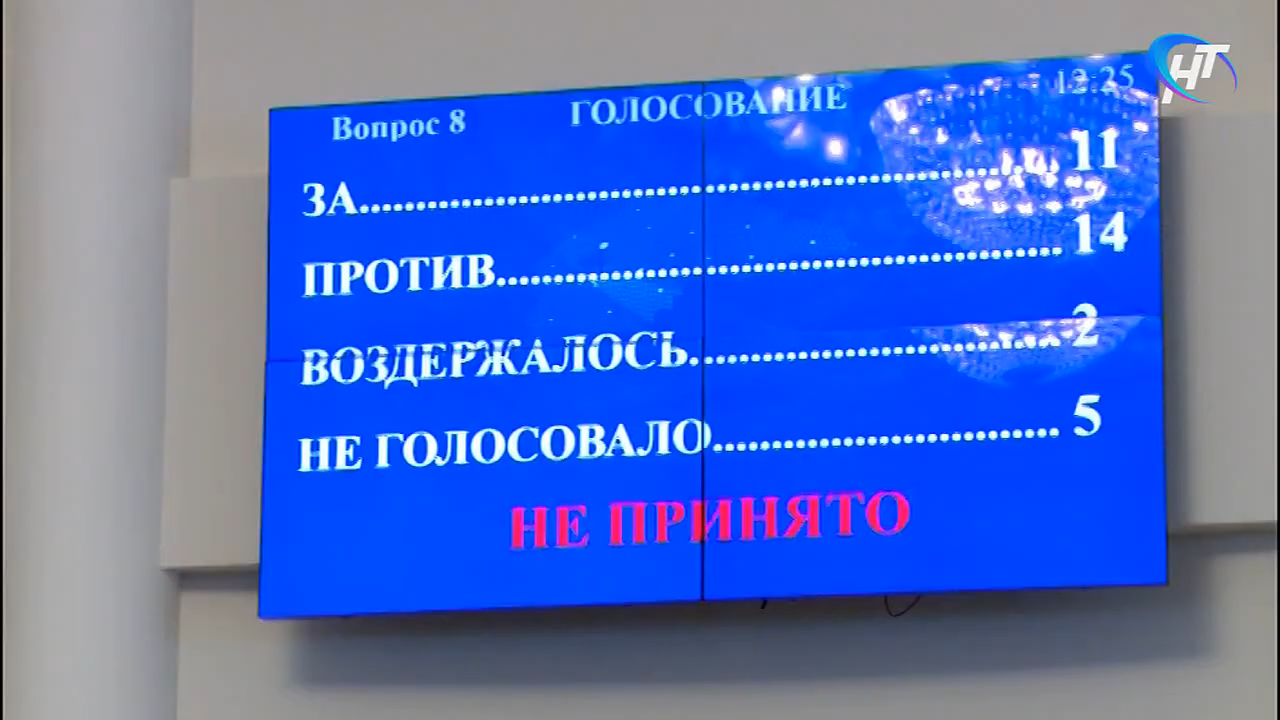 НТ
Вопрос 8 ГОЛОСОВАНИЕ 12:25
ЗА 11
ПРОТИВ 14
ВОЗДЕРЖАЛОСЬ 2
НЕ ГОЛОСОВАЛО 5
НЕ ПРИНЯТО